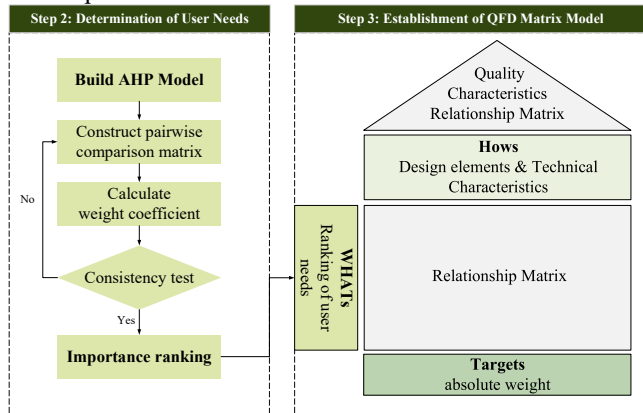 Step 2: Determination of User Needs
Build AHP Model
Construct pairwise
comparison matrix
Calculate
weight coefficient
No
Consistency test
Yes
Importance ranking
Step 3: Establishment of QFD Matrix Model
Quality
Characteristics
Relationship Matrix
Hows
Design elements & Technical
Characteristics
WHATs
Ranking of user
needs
Relationship Matrix
Targets
absolute weight